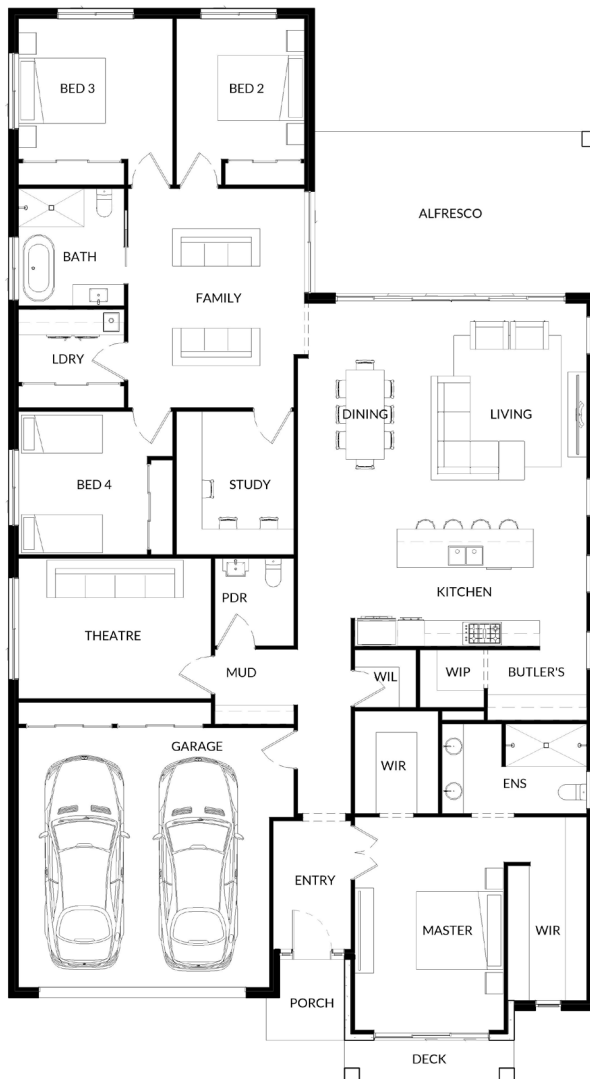 BED 3
BED 2
ALFRESCO
BATH
FAMILY
LDRY
DINING
LIVING
BED 4
STUDY
KITCHEN
PDR
THEATRE
MUD
WIL
WIP
BUTLER'S
GARAGE
WIR
ENS
ENTRY
MASTER
WIR
PORCH
DECK